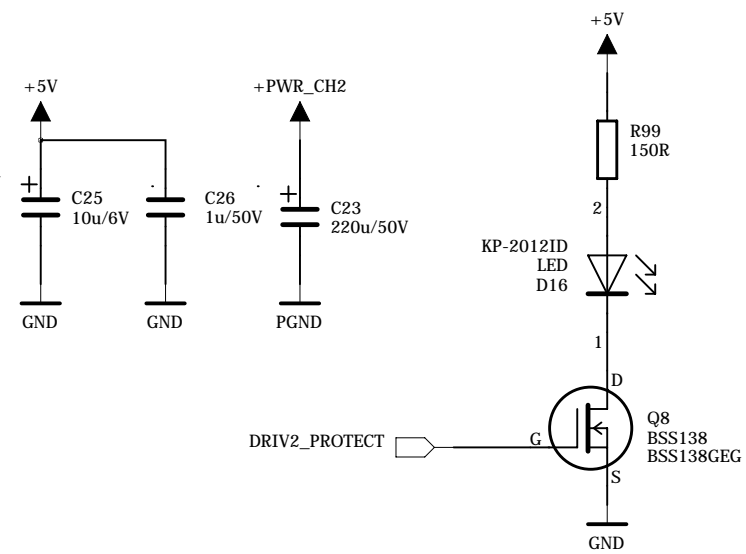 +5V
C25
10u/6V
GND
C26
1u/50V
GND
+PWR_CH2
C23
220u/50V
PGND
+5V
R99
150R
2
KP-2012ID
LED
D16
1
D
DRIV2_PROTECT
G
Q8
BSS138
BSS138GEG
S
GND